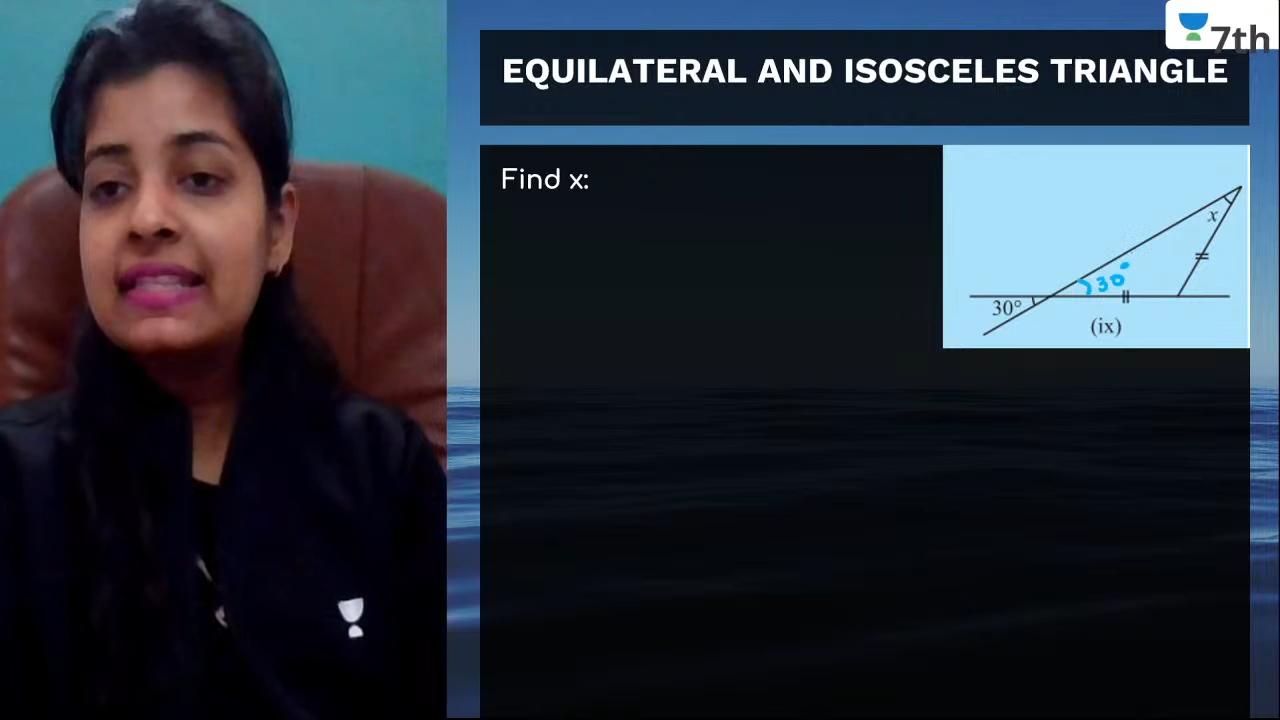 7th
EQUILATERAL AND ISOSCELES TRIANGLE
Find x:
x
30°
30°
(ix)